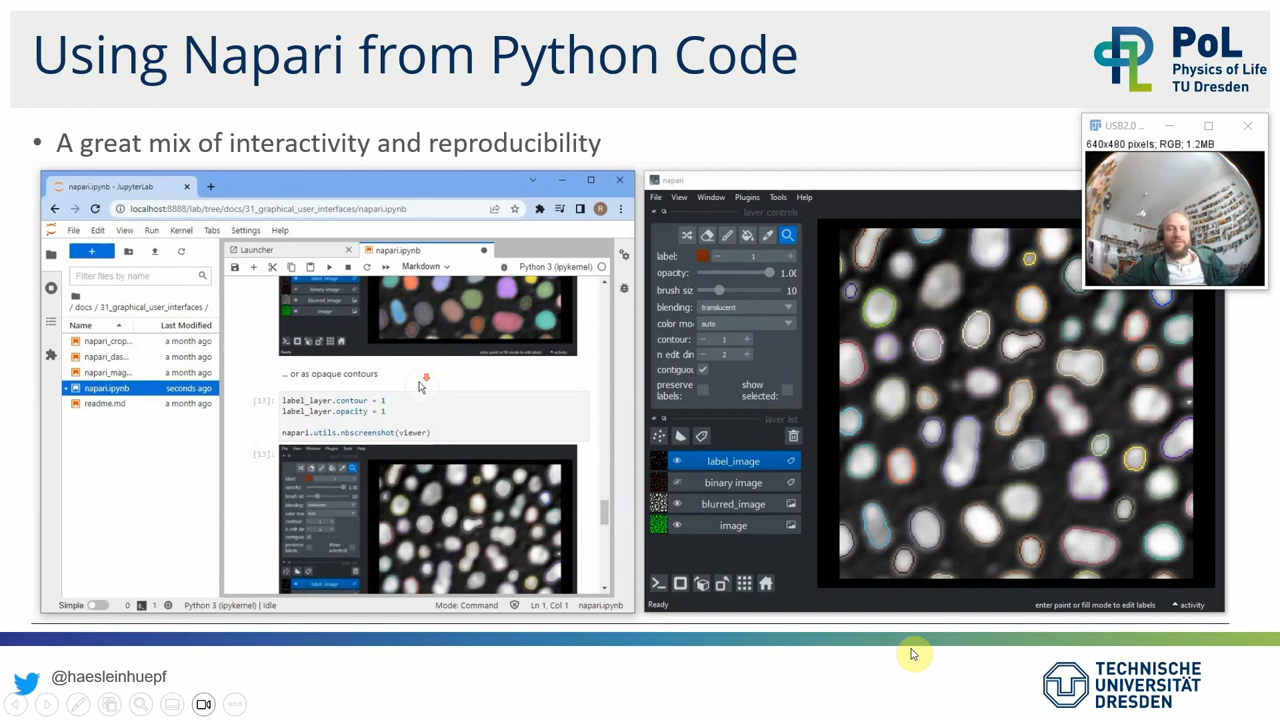 Using Napari from Python Code
PoL
Physics of Life
TU Dresden
• A great mix of interactivity and reproducibility
USB2.0 ...
640x480 pixels; RGB; 1.2MB
napari.ipynb - JupyterLab
localhost:8888/lab/tree/docs/31_graphical_user_interfaces/napari.ipynb
R
File Edit View Run Kernel Tabs Settings Help
Launcher
napari.ipynb
Filter files by name
Markdown
Python 3 (ipykernel)
/ docs / 31_graphical_user_interfaces /
Name Last Modified
napari_crop... a month ago
napari_das... a month ago
napari_mag... a month ago
napari.ipynb seconds ago
readme.md a month ago
binary image
blurred_image
image
... or as opaque contours
[13]: label_layer.contour = 1
label_layer.opacity = 1
napari.utils.nbscreenshot(viewer)
[13]:
label_image
Simple 0 1 Python 3 (ipykernel) | Idle Mode: Command Ln 1, Col 1 napari.ipynb
napari
File View Window Plugins Tools Help
layer controls
label: 1
opacity: 1.00
brush siz 10
blending: translucent
color mo auto
contour: 1
n edit din 2
contiguou
preserve labels:
show selected:
layer list
label_image
binary image
blurred_image
image
Ready
enter paint or fill mode to edit labels
activity
@haesleinhuepf
TECHNISCHE
UNIVERSITÄT
DRESDEN